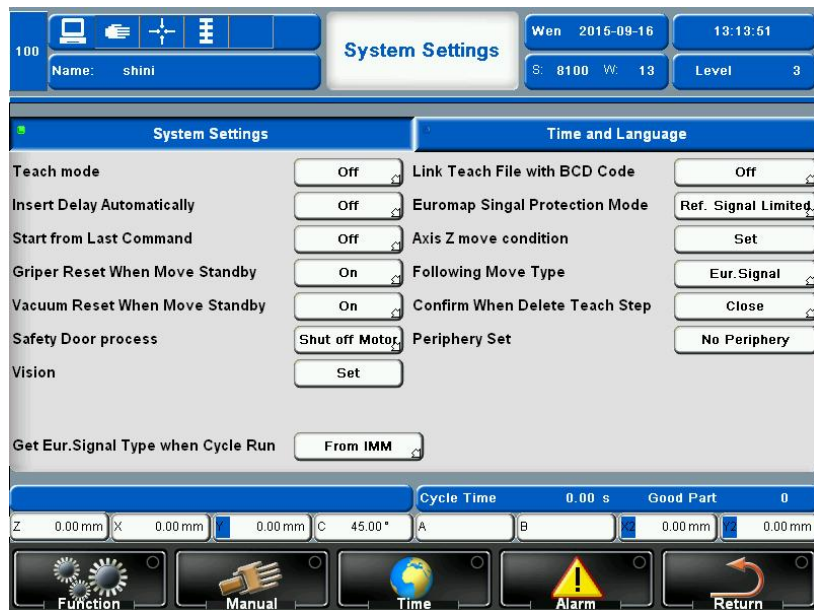 100
Name: shini
System Settings
Wen 2015-09-16
13:13:51
S: 8100 W: 13
Level 3
System Settings
Time and Language
Teach mode Off
Link Teach File with BCD Code Off
Insert Delay Automatically Off
Euromap Singal Protection Mode Ref. Signal Limited
Start from Last Command Off
Axis Z move condition Set
Griper Reset When Move Standby On
Following Move Type Eur.Signal
Vacuum Reset When Move Standby On
Confirm When Delete Teach Step Close
Safety Door process Shut off Motor
Periphery Set No Periphery
Vision Set
Get Eur.Signal Type when Cycle Run From IMM
Cycle Time 0.00 s Good Part 0
Z 0.00 mm X 0.00 mm Y 0.00 mm C 45.00 ° A B X2 0.00 mm Y2 0.00 mm
Function Manual Time Alarm Return